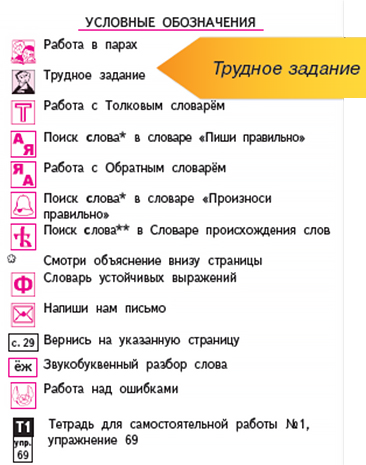 УСЛОВНЫЕ ОБОЗНАЧЕНИЯ
Работа в парах
Трудное задание
Трудное задание
Т Работа с Толковым словарём
А Я Поиск слова* в словаре «Пиши правильно»
Я А Работа с Обратным словарём
Поиск слова* в словаре «Произноси
правильно»
Поиск слова** в Словаре происхождения слов
Смотри объяснение внизу страницы
Ф Словарь устойчивых выражений
Напиши нам письмо
с. 29 Вернись на указанную страницу
ёж Звукобуквенный разбор слова
Работа над ошибками
Т1 Тетрадь для самостоятельной работы №1,
упр. 69 упражнение 69